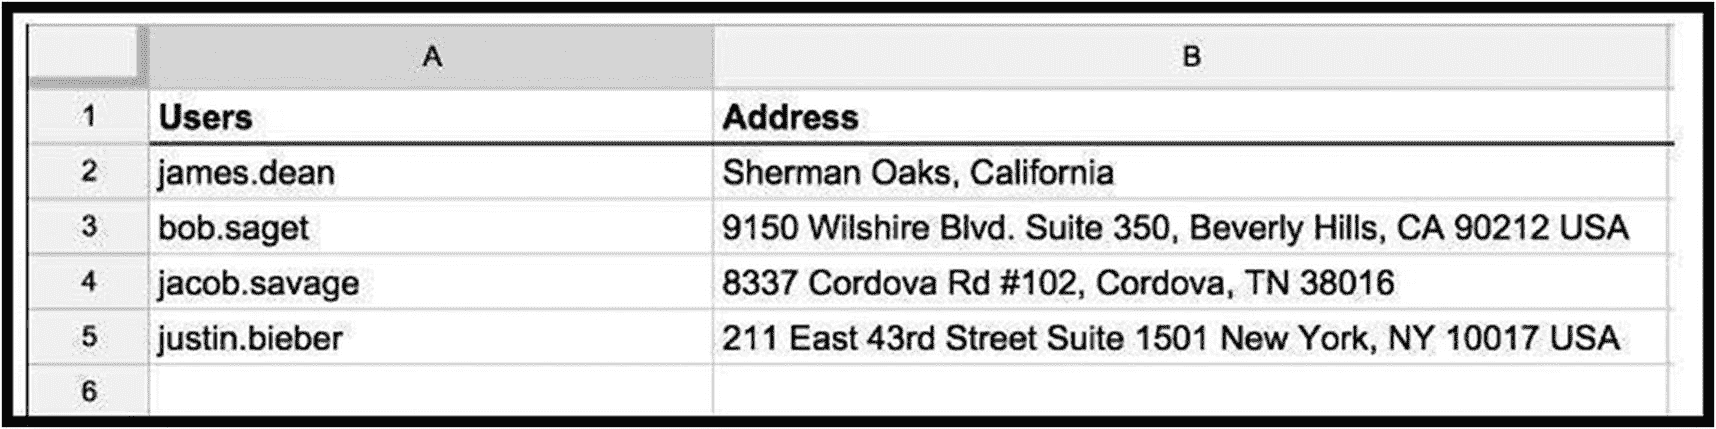 A B
1 Users Address
2 james.dean Sherman Oaks, California
3 bob.saget 9150 Wilshire Blvd. Suite 350, Beverly Hills, CA 90212 USA
4 jacob.savage 8337 Cordova Rd #102, Cordova, TN 38016
5 justin.bieber 211 East 43rd Street Suite 1501 New York, NY 10017 USA
6